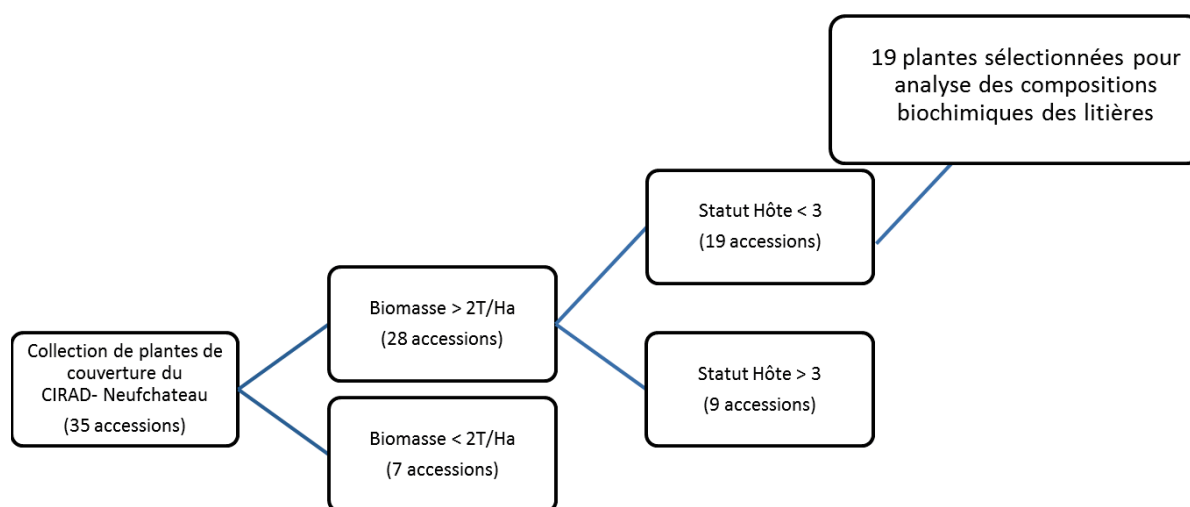 19 plantes sélectionnées pour
analyse des compositions
biochimiques des litières
Statut Hôte < 3
(19 accessions)
Biomasse > 2T/Ha
(28 accessions)
Collection de plantes de
couverture du
CIRAD- Neufchateau
(35 accessions)
Statut Hôte > 3
(9 accessions)
Biomasse < 2T/Ha
(7 accessions)